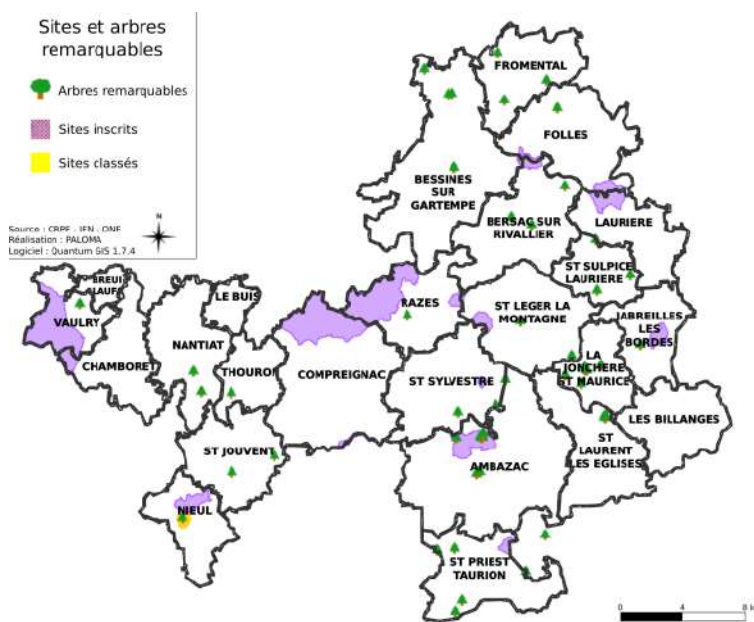 Sites et arbres
remarquables
Arbres remarquables
Sites inscrits
Sites classés
Source : CRPF - IEN - ONF
Réalisation : PALOMA
Logiciel : Quantum GIS 1.7.4
N
FROMENTAL
FOLLES
BESSINES
SUR
GARTEMPE
BERSAC SUR
RIVALLIER
LAURIERE
ST SULPICE
LAURIERE
BREUIL
LE BUIS
RAZES
ST LEGER LA
MONTAGNE
JABREILLES
LES
BORDES
VAULRY
CHAMBORET
NANTIAT
THOURON
COMPREIGNAC
ST SYLVESTRE
LA
JONCHERE
ST MAURICE
LES BILLANGES
ST JOUVENT
AMBAZAC
ST
LAURENT
LES EGLISES
NIEUL
ST PRIEST
TAURION
0 4 8 k